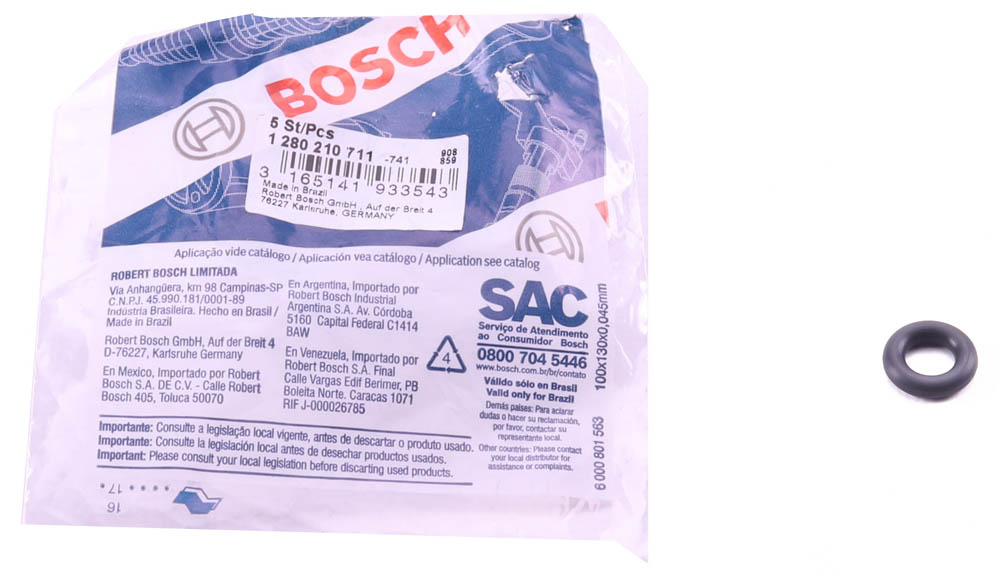 BOSCH
5 St/Pcs
1 280 210 711 -741 908 859
3 165141 933543
Made in Brazil
Robert Bosch GmbH , Auf der Breit 4
76227 Karlsruhe, GERMANY
Aplicação vide catálogo / Aplicación vea catálogo / Application see catalog
ROBERT BOSCH LIMITADA
Via Anhangüera, km 98 Campinas-SP
C.N.P.J. 45.990.181/0001-89
Indústria Brasileira. Hecho en Brasil /
Made in Brazil
Robert Bosch GmbH, Auf der Breit 4
D-76227, Karlsruhe Germany
En Mexico, Importado por Robert
Bosch S.A. DE C.V. - Calle Robert
Bosch 405, Toluca 50070
En Argentina, Importado por
Robert Bosch Industrial
Argentina S.A. Av. Córdoba
5160 Capital Federal C1414
BAW
En Venezuela, Importado por
Robert Bosch S.A. Final
Calle Vargas Edif Berimer, PB
Boleita Norte. Caracas 1071
RIF J-000026785
4
SAC
Serviço de Atendimento
ao Consumidor Bosch
0800 704 5446
www.bosch.com.br/contato
Válido sólo en Brasil
Valid only for Brazil
Demás países: Para aclarar
dudas o hacer su reclamación,
por favor, contactar su
representante local.
Other countries: Please contact
your local distributor for
assistance or complaints.
100x130x0,045mm
6 000 801 563
Importante: Consulte a legislação local vigente, antes de descartar o produto usado.
Importante: Consulte la legislación local antes de desechar productos usados.
Important: Please consult your local legislation before discarding used products.
16
17